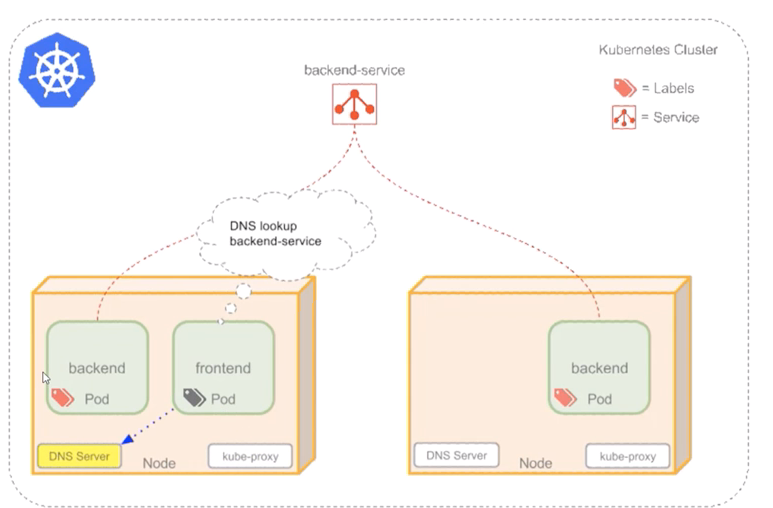 Kubernetes Cluster
backend-service
= Labels
= Service
DNS lookup
backend-service
backend
Pod
frontend
Pod
backend
Pod
DNS Server
Node
kube-proxy
DNS Server
Node
kube-proxy